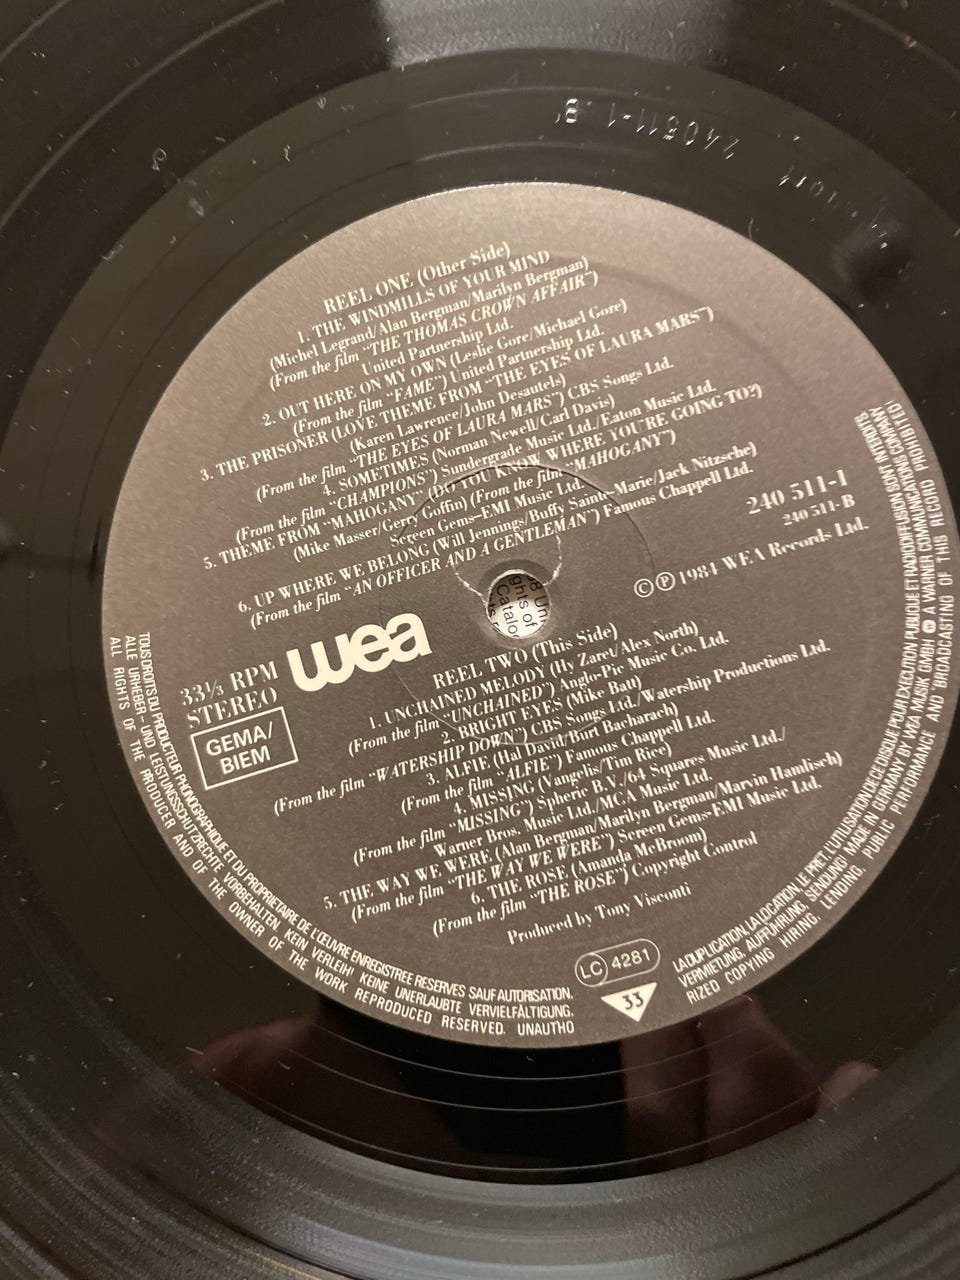 240511-1.B
REEL ONE (Other Side)
1. THE WINDMILLS OF YOUR MIND
(Michel Legrand/Alan Bergman/Marilyn Bergman)
(From the film "THE THOMAS CROWN AFFAIR")
United Partnership Ltd.
2. OUT HERE ON MY OWN (Leslie Gore/Michael Gore)
(From the film "FAME") United Partnership Ltd.
3. THE PRISONER (LOVE THEME FROM "THE EYES OF LAURA MARS")
(Karen Lawrence/John Desautels)
(From the film "THE EYES OF LAURA MARS") CBS Songs Ltd.
4. SOMETIMES (Norman Newell/Carl Davis)
(From the film "CHAMPIONS") Sundergrade Music Ltd./Eaton Music Ltd.
5. THEME FROM "MAHOGANY" (DO YOU KNOW WHERE YOU'RE GOING TO?)
(Mike Masser/Gerry Goffin) (From the film "MAHOGANY")
Screen Gems-EMI Music Ltd.
6. UP WHERE WE BELONG (Will Jennings/Buffy Sainte-Marie/Jack Nitzsche)
(From the film "AN OFFICER AND A GENTLEMAN") Famous Chappell Ltd.
240 511-1
240 511-B
© ℗ 1984 WEA Records Ltd.
wea
33⅓ RPM
STEREO
GEMA/
BIEM
REEL TWO (This Side)
1. UNCHAINED MELODY (Hy Zaret/Alex North)
(From the film "UNCHAINED") Anglo-Pic Music Co. Ltd.
2. BRIGHT EYES (Mike Batt)
(From the film "WATERSHIP DOWN") CBS Songs Ltd./Watership Productions Ltd.
3. ALFIE (Hal David/Burt Bacharach)
(From the film "ALFIE") Famous Chappell Ltd.
4. MISSING (Vangelis/Tim Rice)
(From the film "MISSING") Spheric B.V./64 Squares Music Ltd./
Warner Bros. Music Ltd./MCA Music Ltd.
5. THE WAY WE WERE (Alan Bergman/Marilyn Bergman/Marvin Hamlisch)
(From the film "THE WAY WE WERE") Screen Gems-EMI Music Ltd.
6. THE ROSE (Amanda McBroom)
(From the film "THE ROSE") Copyright Control
Produced by Tony Visconti
LC 4281
33
TOUS DROITS DU PRODUCTEUR PHONOGRAPHIQUE ET DU PROPRIETAIRE DE L'ŒUVRE ENREGISTREE RESERVES SAUF AUTORISATION.
LA DUPLICATION, LA LOCATION, LE PRET, L'UTILISATION DE CE DISQUE POUR EXECUTION PUBLIQUE ET RADIODIFFUSION SONT INTERDITS
ALLE URHEBER- UND LEISTUNGSSCHUTZRECHTE VORBEHALTEN. KEIN VERLEIH! KEINE UNERLAUBTE VERVIELFÄLTIGUNG,
VERMIETUNG, AUFFÜHRUNG, SENDUNG! MADE IN GERMANY BY WEA MUSIK GMBH A WARNER COMMUNICATIONS COMPANY
ALL RIGHTS OF THE PRODUCER AND OF THE OWNER OF THE WORK REPRODUCED RESERVED. UNAUTHO
RIZED COPYING HIRING, LENDING, PUBLIC PERFORMANCE AND BROADCASTING OF THIS RECORD PROHIBITED!